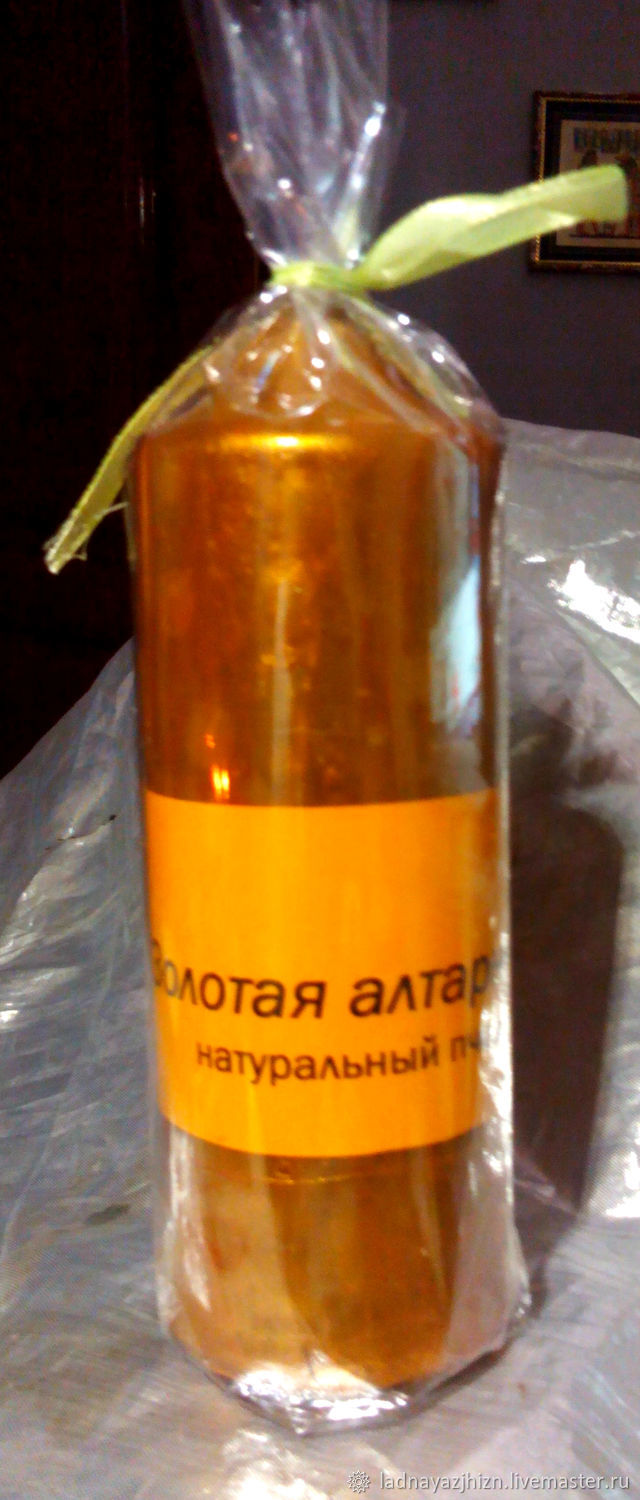 Золотая алтар
натуральный пч
ladnayazjhizn.livemaster.ru